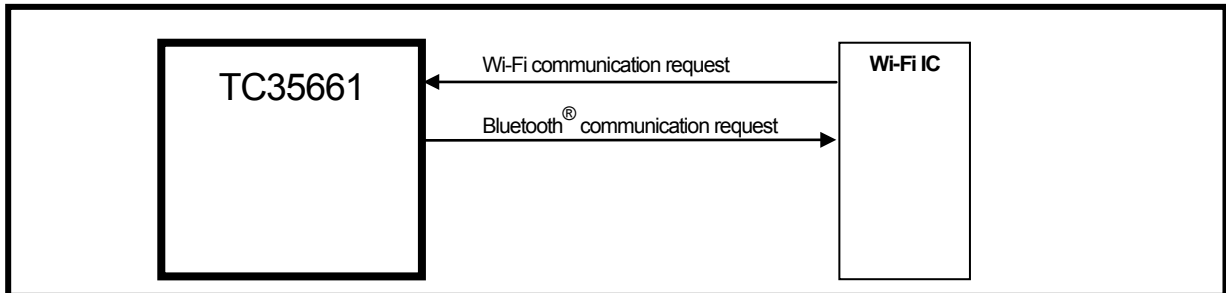 TC35661
Wi-Fi communication request
Wi-Fi IC
Bluetooth® communication request